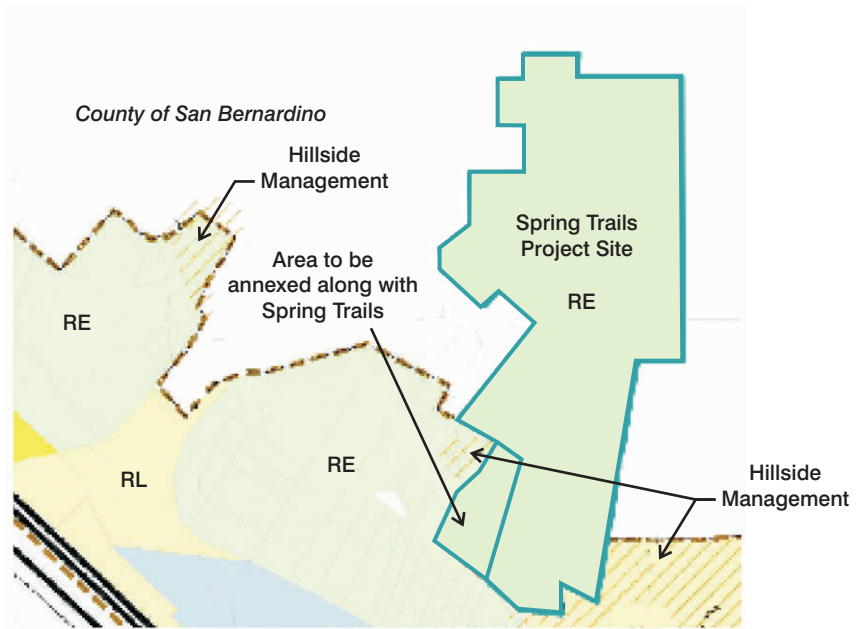 County of San Bernardino
Hillside
Management
Spring Trails
Project Site
RE
Area to be
annexed along with
Spring Trails
RE
RE
RL
Hillside
Management